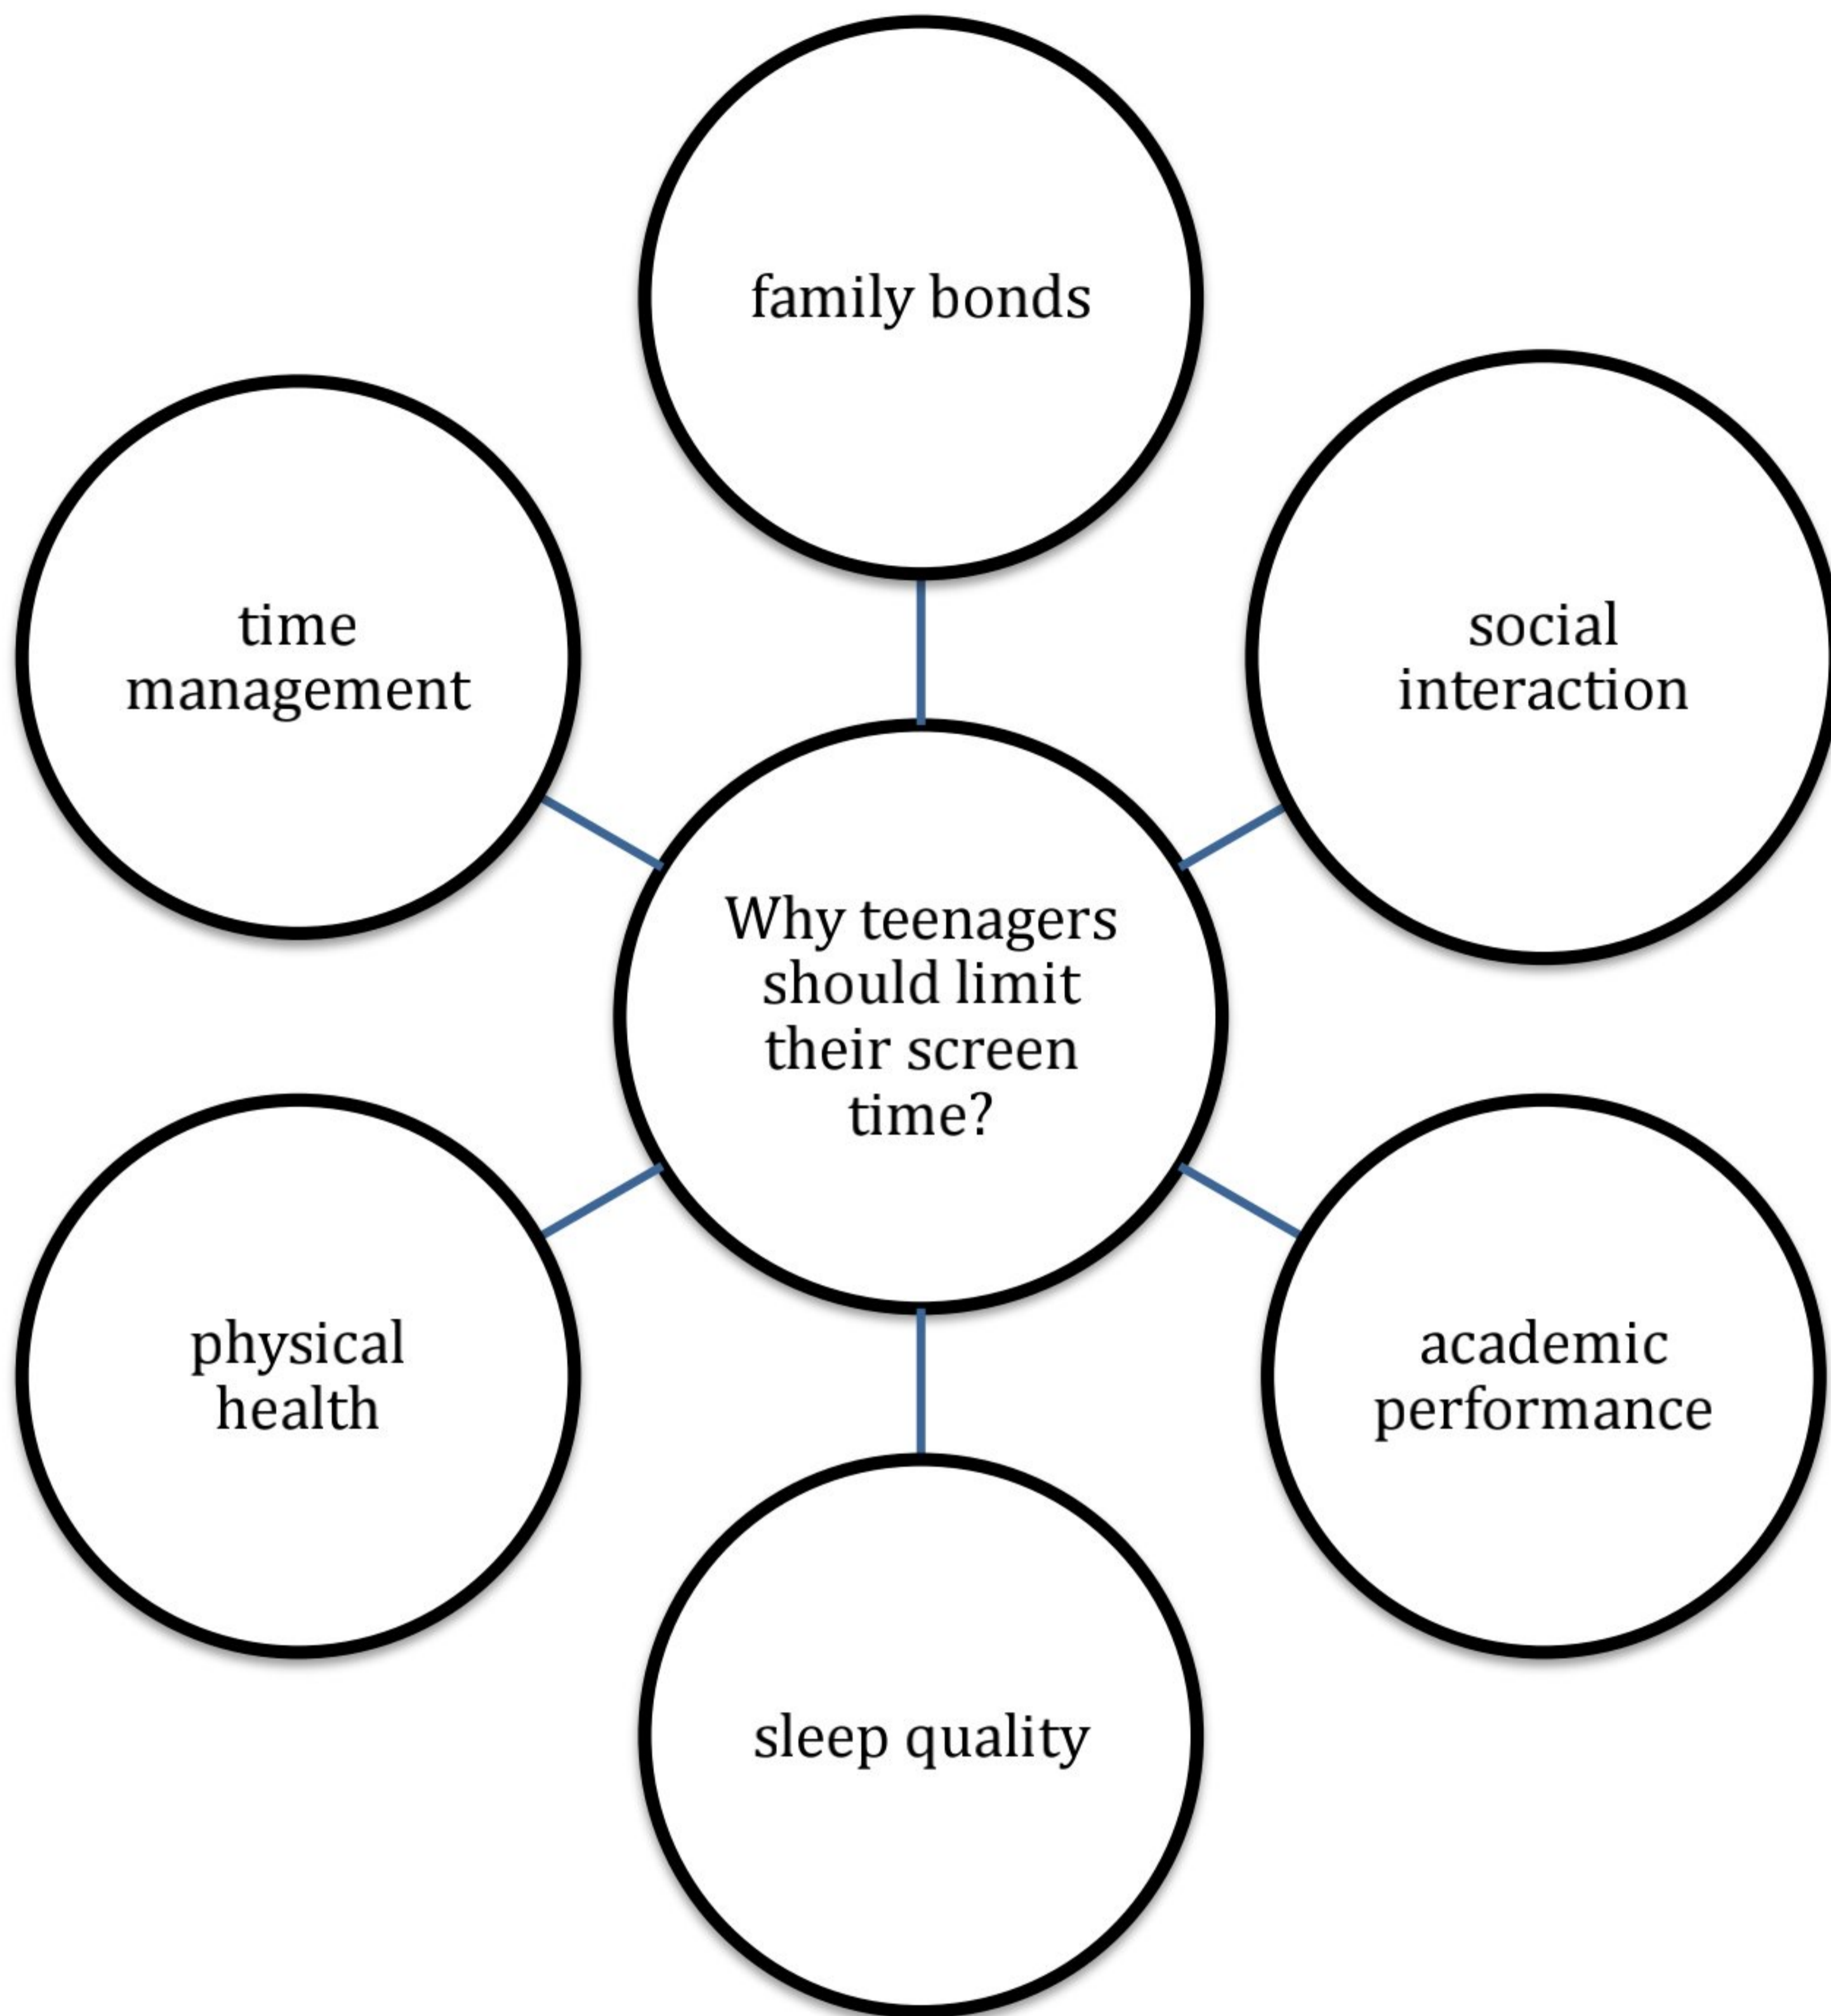 family bonds
time
management
social
interaction
Why teenagers
should limit
their screen
time?
physical
health
academic
performance
sleep quality